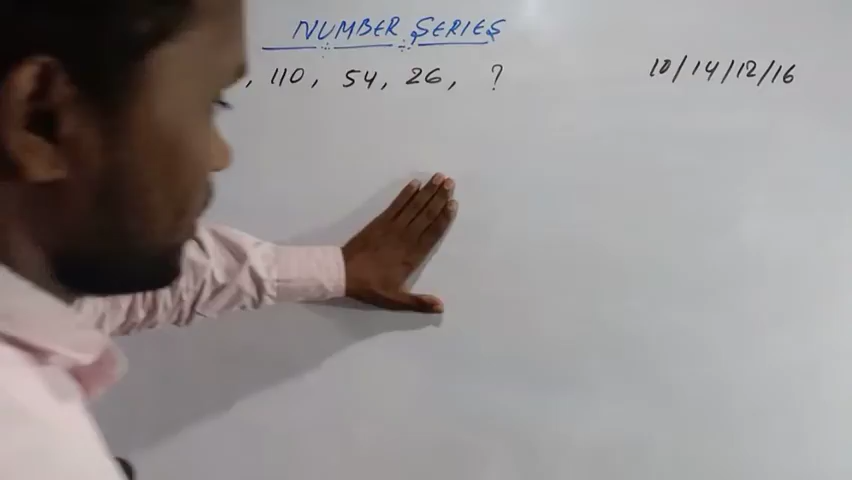 NUMBER SERIES
, 110, 54, 26, ?
10/14/12/16